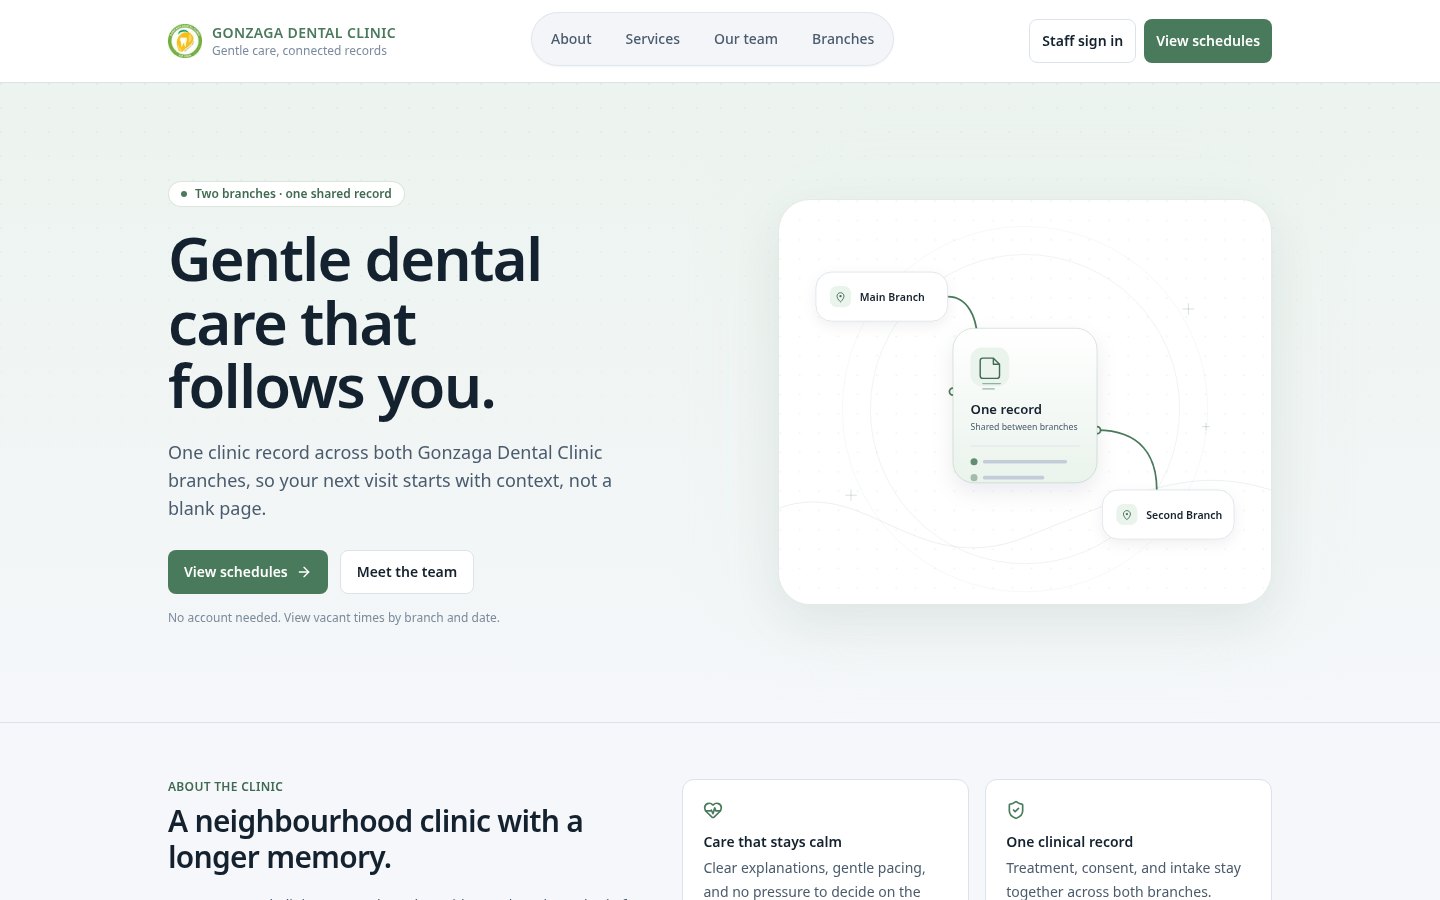 GONZAGA DENTAL CLINIC
Gentle care, connected records
About
Services
Our team
Branches
Staff sign in
View schedules
Two branches · one shared record
Gentle dental
care that
follows you.
One clinic record across both Gonzaga Dental Clinic
branches, so your next visit starts with context, not a
blank page.
View schedules
Meet the team
No account needed. View vacant times by branch and date.
Main Branch
One record
Shared between branches
Second Branch
ABOUT THE CLINIC
A neighbourhood clinic with a
longer memory.
Care that stays calm
Clear explanations, gentle pacing,
and no pressure to decide on the
One clinical record
Treatment, consent, and intake stay
together across both branches.